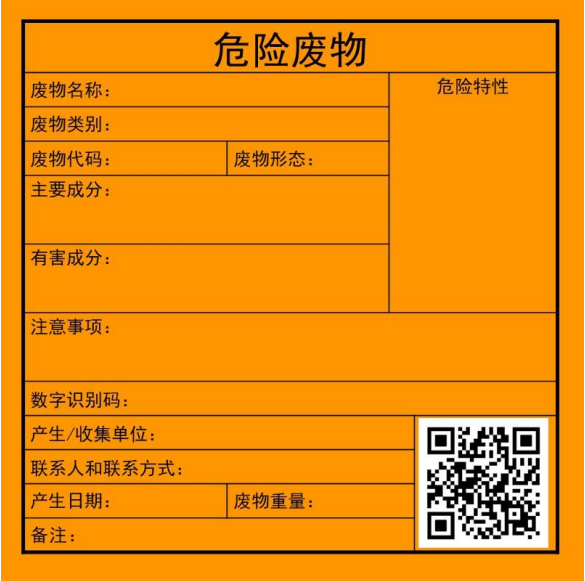 危险废物
废物名称：
危险特性
废物类别：
废物代码：
废物形态：
主要成分：
有害成分：
注意事项：
数字识别码：
产生/收集单位：
联系人和联系方式：
产生日期：
废物重量：
备注：